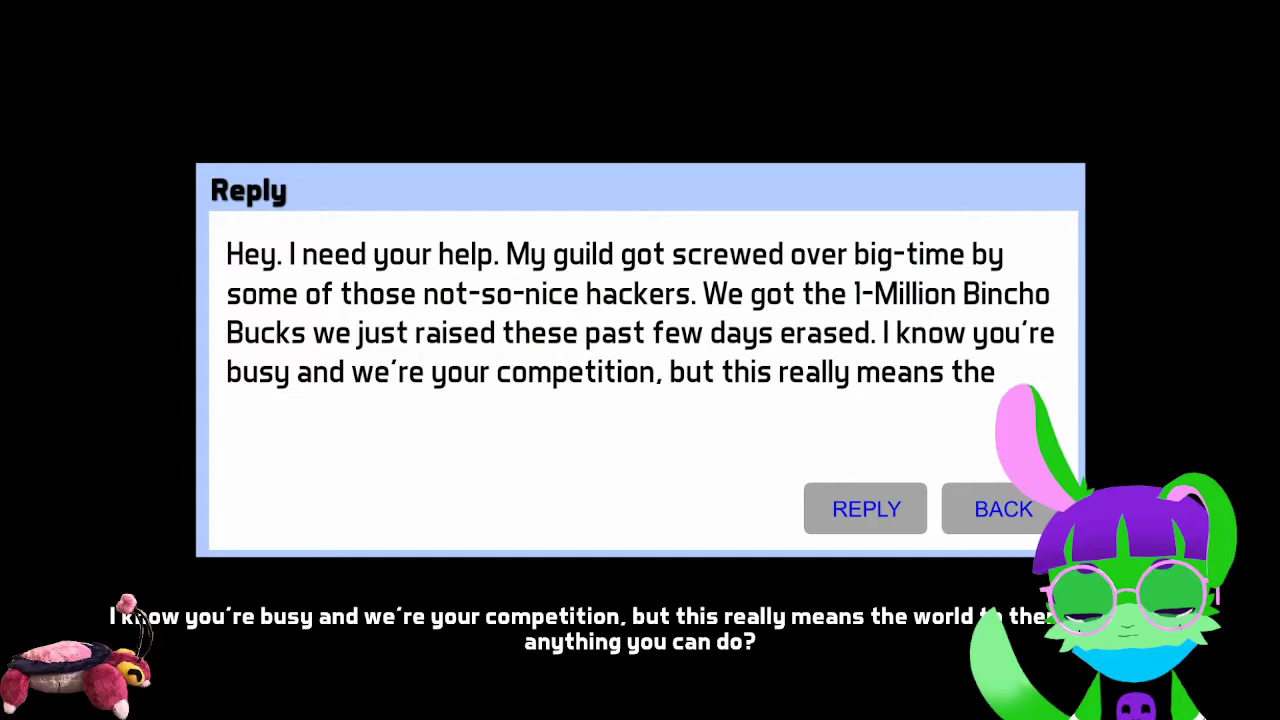 Reply
Hey. I need your help. My guild got screwed over big-time by
some of those not-so-nice hackers. We got the 1-Million Bincho
Bucks we just raised these past few days erased. I know you're
busy and we're your competition, but this really means the
REPLY
BACK
I know you're busy and we're your competition, but this really means the world
anything you can do?